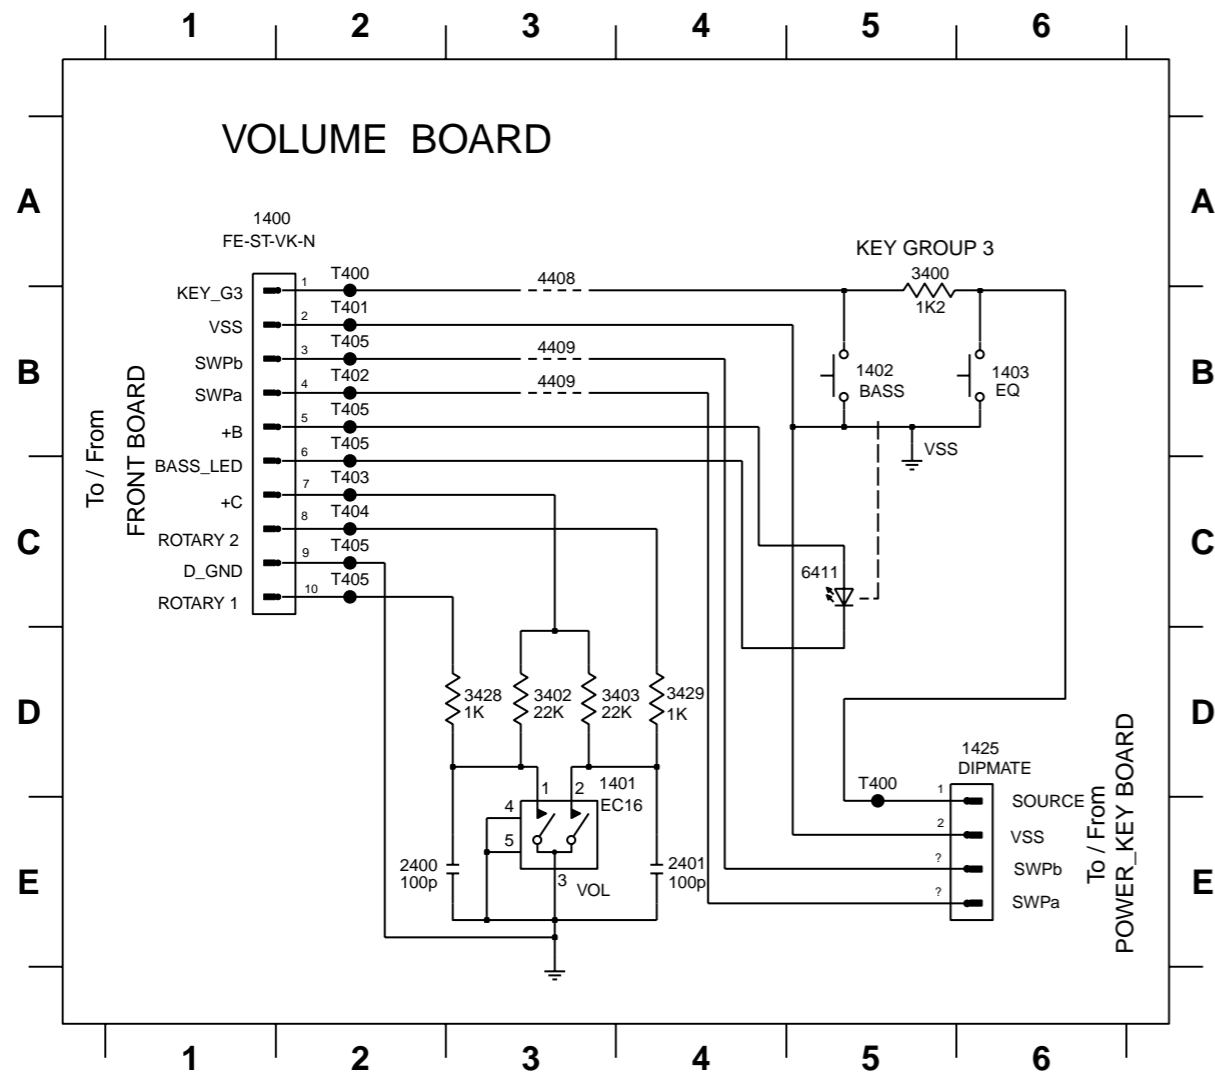 1 2 3 4 5 6
VOLUME BOARD
A A
1400
FE-ST-VK-N
KEY GROUP 3
KEY_G3 1 T400 4408 3400
1K2
VSS 2 T401
B SWPb 3 T405 4409 1402 1403 B
BASS EQ
SWPa 4 T402 4409
+B 5 T405
VSS
BASS_LED 6 T405
+C 7 T403
To / From
FRONT BOARD
C ROTARY 2 8 T404 C
D_GND 9 T405
6411
ROTARY 1 10 T405
D 3428 3402 3403 3429 D
1K 22K 22K 1K
1425
DIPMATE
1 2 1401
EC16
T400 1 SOURCE
4
5 2 VSS
E 2400 2401 ? SWPb E
100p 100p
3 VOL
? SWPa
To / From
POWER_KEY BOARD
1 2 3 4 5 6